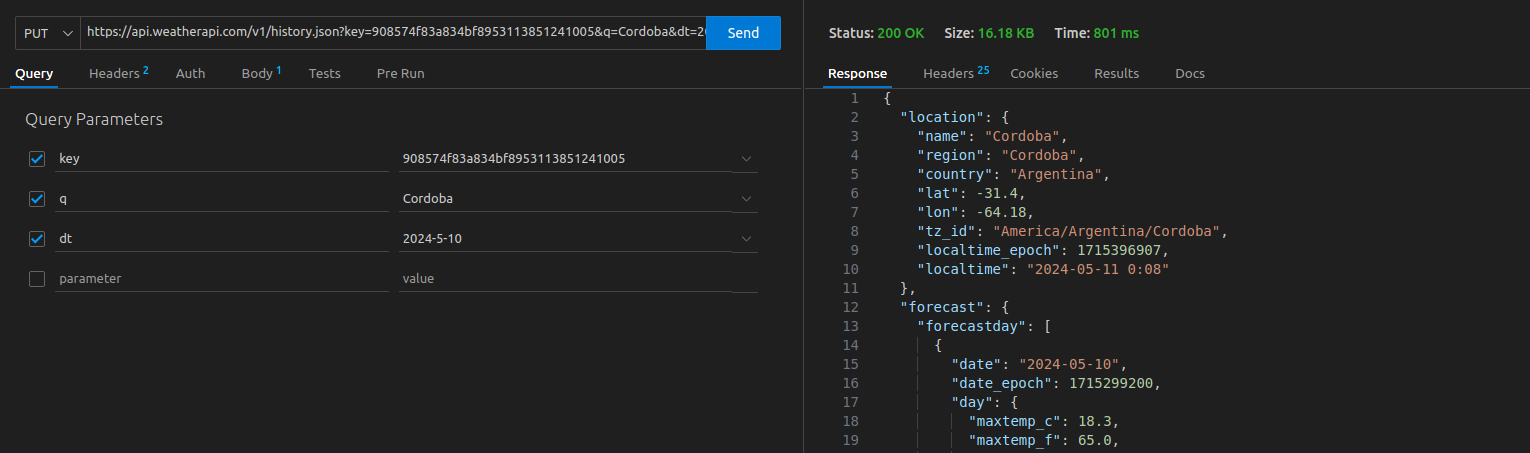 PUT https://api.weatherapi.com/v1/history.json?key=908574f83a834bf8953113851241005&q=Cordoba&dt=20 Send
Query Headers 2 Auth Body 1 Tests Pre Run
Query Parameters
key 908574f83a834bf8953113851241005
q Cordoba
dt 2024-5-10
parameter value
Status: 200 OK Size: 16.18 KB Time: 801 ms
Response Headers 25 Cookies Results Docs
1 {
2 "location": {
3 "name": "Cordoba",
4 "region": "Cordoba",
5 "country": "Argentina",
6 "lat": -31.4,
7 "lon": -64.18,
8 "tz_id": "America/Argentina/Cordoba",
9 "localtime_epoch": 1715396907,
10 "localtime": "2024-05-11 0:08"
11 },
12 "forecast": {
13 "forecastday": [
14 {
15 "date": "2024-05-10",
16 "date_epoch": 1715299200,
17 "day": {
18 "maxtemp_c": 18.3,
19 "maxtemp_f": 65.0,